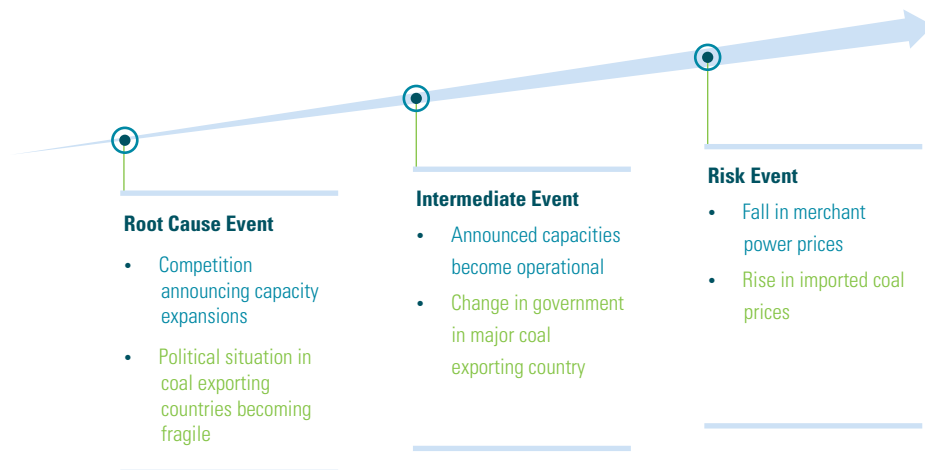 Root Cause Event
• Competition
announcing capacity
expansions
• Political situation in
coal exporting
countries becoming
fragile
Intermediate Event
• Announced capacities
become operational
• Change in government
in major coal
exporting country
Risk Event
• Fall in merchant
power prices
• Rise in imported coal
prices